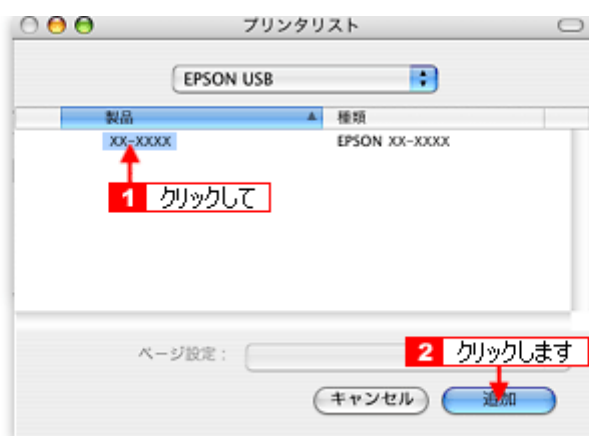 プリンタリスト
EPSON USB
製品 種類
XX-XXXX EPSON XX-XXXX
1 クリックして
ページ設定：
2 クリックします
キャンセル 追加